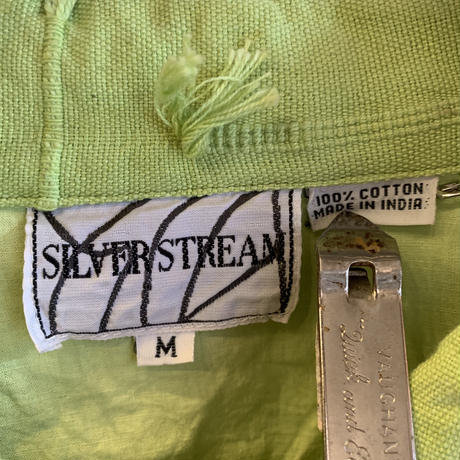 SILVER STREAM
M
100% COTTON
MADE IN INDIA
VAUGHAN
"Quick and